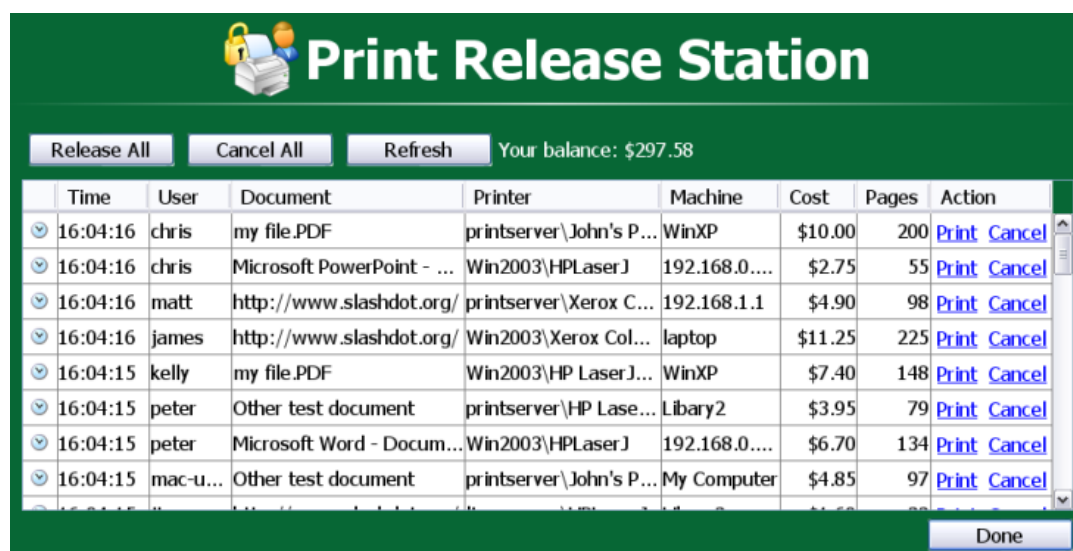 Print Release Station
Release All Cancel All Refresh Your balance: $297.58
Time User Document Printer Machine Cost Pages Action
16:04:16 chris my file.PDF printserver\John's P... WinXP $10.00 200 Print Cancel
16:04:16 chris Microsoft PowerPoint - ... Win2003\HPLaserJ 192.168.0.... $2.75 55 Print Cancel
16:04:16 matt http://www.slashdot.org/ printserver\Xerox C... 192.168.1.1 $4.90 98 Print Cancel
16:04:16 james http://www.slashdot.org/ Win2003\Xerox Col... laptop $11.25 225 Print Cancel
16:04:15 kelly my file.PDF Win2003\HP LaserJ... WinXP $7.40 148 Print Cancel
16:04:15 peter Other test document printserver\HP Lase... Libary2 $3.95 79 Print Cancel
16:04:15 peter Microsoft Word - Docum... Win2003\HPLaserJ 192.168.0.... $6.70 134 Print Cancel
16:04:15 mac-u... Other test document printserver\John's P... My Computer $4.85 97 Print Cancel
Done